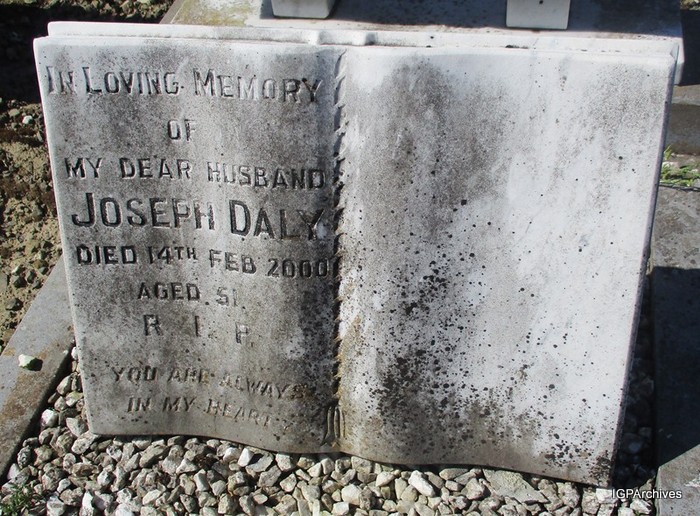 IN LOVING MEMORY
OF
MY DEAR HUSBAND
JOSEPH DALY
DIED 14TH FEB 2000
AGED 51.
R. I. P.
YOU ARE ALWAYS
IN MY HEART
IGPArchives